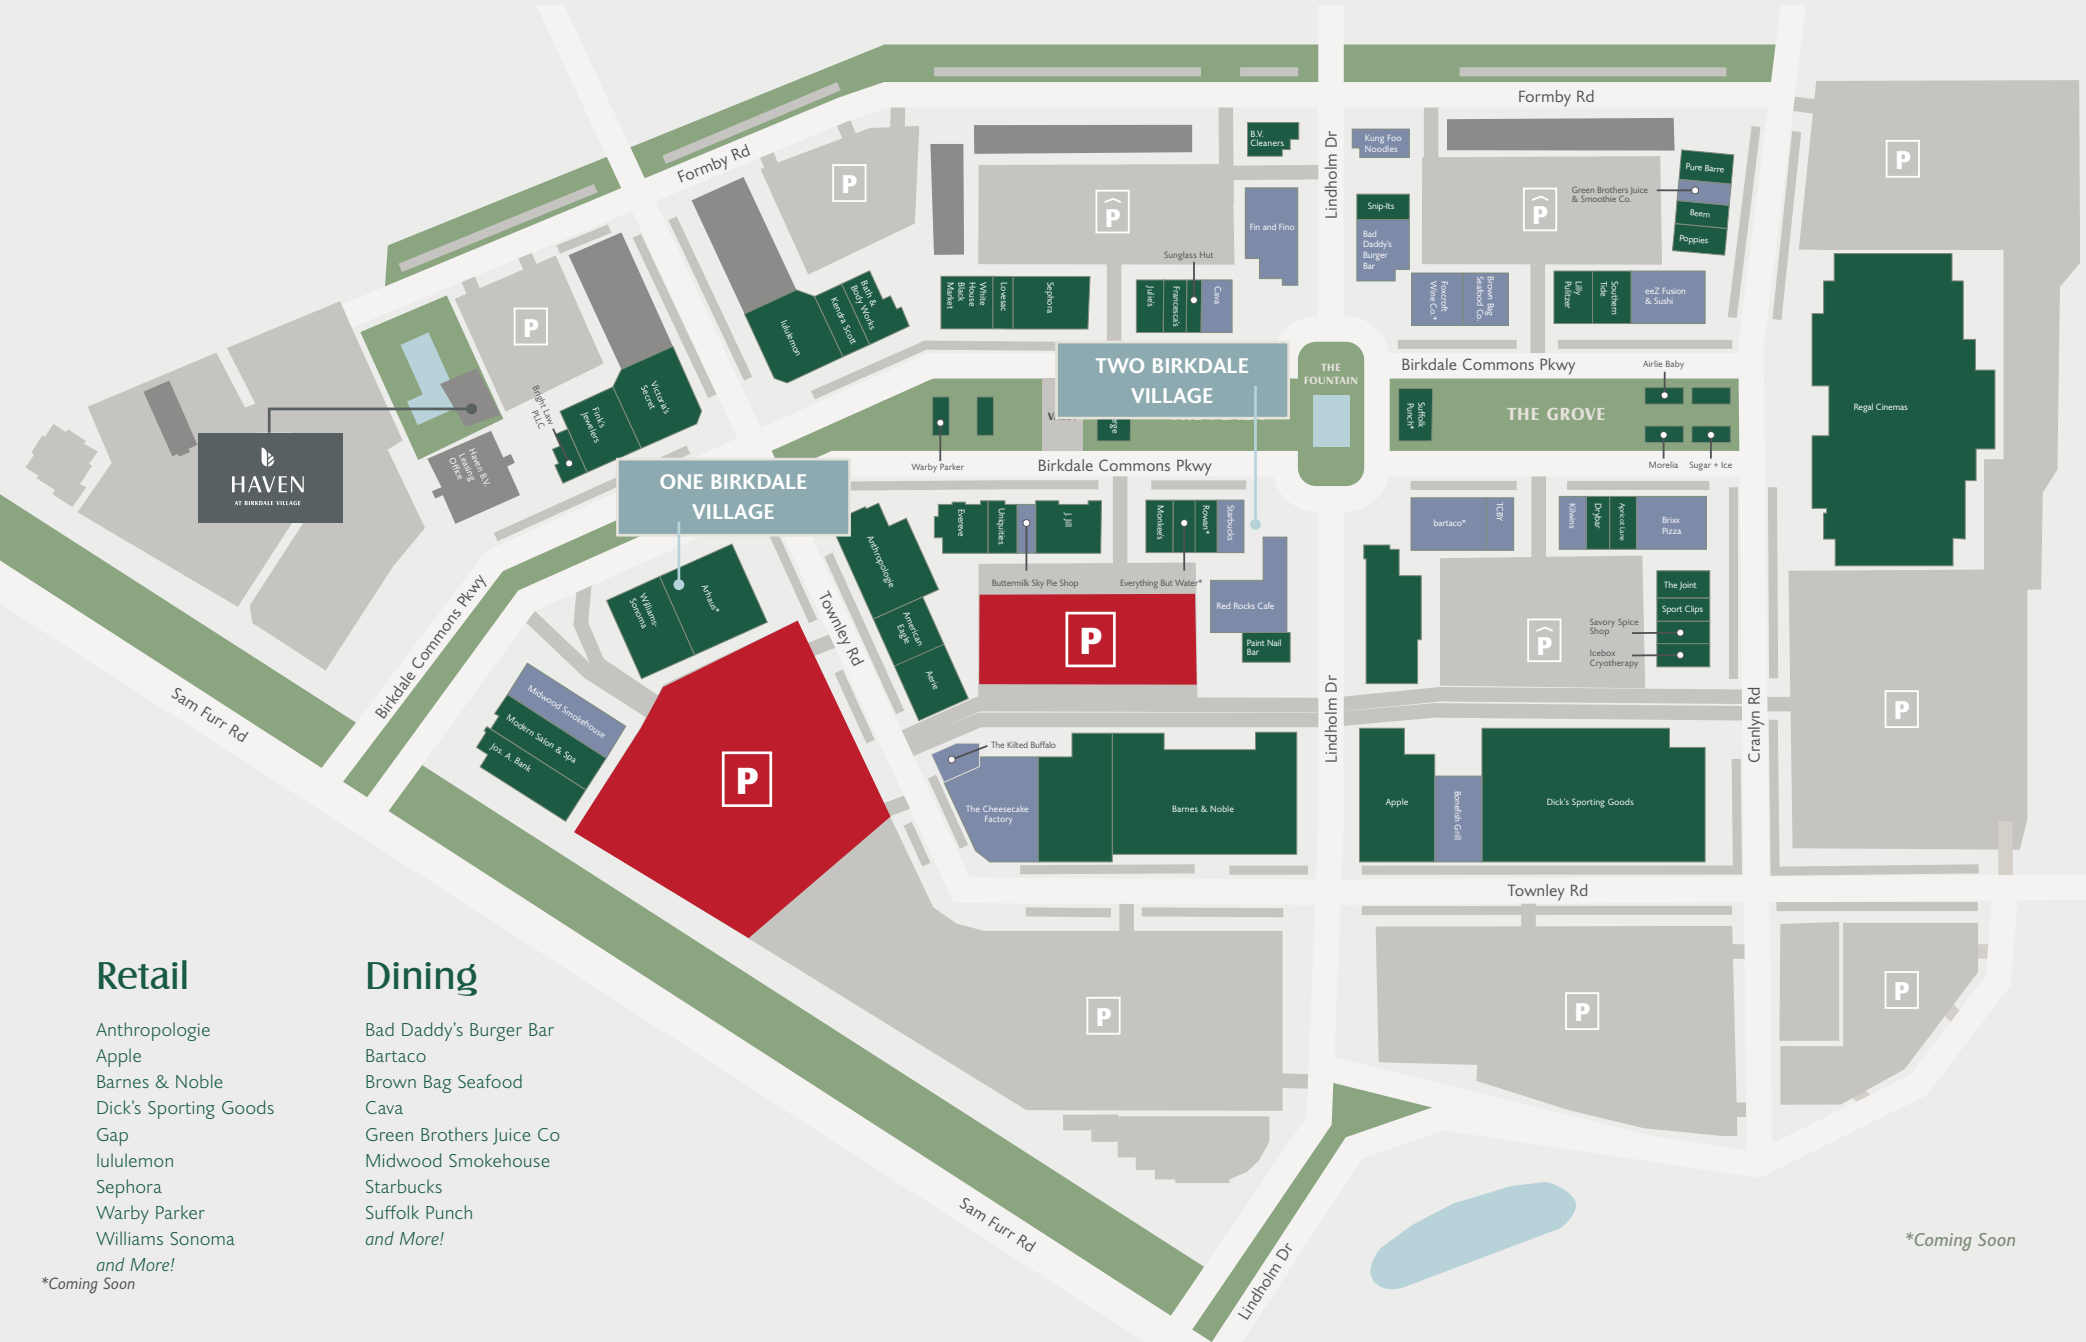 Formby Rd
Formby Rd
Lindholm Dr
B.V.
Cleaners
Kung Foo
Noodles
P
P
P
P
Pure Barre
Green Brothers Juice
& Smoothie Co.
Beem
Poppies
Snip-Its
Bad
Daddy's
Burger
Bar
Fin and Fino
Sunglass Hut
Bath &
Body Works
Kendra Scott
lululemon
White
House
Black
Market
Lovesac
Sephora
Julie's
Francesca's
Cava
Foxcroft
Wine Co.*
Brown Bag
Seafood Co.
Lilly
Pulitzer
Southern
Tide
eeZ Fusion
& Sushi
P
Victoria's
Secret
Fink's
Jewelers
Bright Law
PLLC
TWO BIRKDALE
VILLAGE
THE
FOUNTAIN
Birkdale Commons Pkwy
Airlie Baby
Suffolk
Punch*
THE GROVE
Morelia
Sugar + Ice
Regal Cinemas
Warby Parker
Birkdale Commons Pkwy
HAVEN
AT BIRKDALE VILLAGE
Haven B.V.
Leasing
Office
ONE BIRKDALE
VILLAGE
Anthropologie
American
Eagle
Aerie
Evereve
Uniquities
J. Jill
Buttermilk Sky Pie Shop
Monkee's
Rowan*
Starbucks
Everything But Water*
bartaco*
TCBY
Kilwins
Drybar
Apricot Lane
Brixx
Pizza
Williams-
Sonoma
Arhaus*
Townley Rd
P
Red Rocks Cafe
Paint Nail
Bar
P
The Joint
Sport Clips
Savory Spice
Shop
Icebox
Cryotherapy
P
Birkdale Commons Pkwy
Sam Furr Rd
Midwood Smokehouse
Modern Salon & Spa
Jos. A. Bank
P
Lindholm Dr
Cranlyn Rd
The Kilted Buffalo
The Cheesecake
Factory
Barnes & Noble
Apple
Bonefish Grill
Dick's Sporting Goods
Townley Rd
P
P
P
Sam Furr Rd
Lindholm Dr
Retail
Anthropologie
Apple
Barnes & Noble
Dick's Sporting Goods
Gap
lululemon
Sephora
Warby Parker
Williams Sonoma
and More!
*Coming Soon
Dining
Bad Daddy's Burger Bar
Bartaco
Brown Bag Seafood
Cava
Green Brothers Juice Co
Midwood Smokehouse
Starbucks
Suffolk Punch
and More!
*Coming Soon